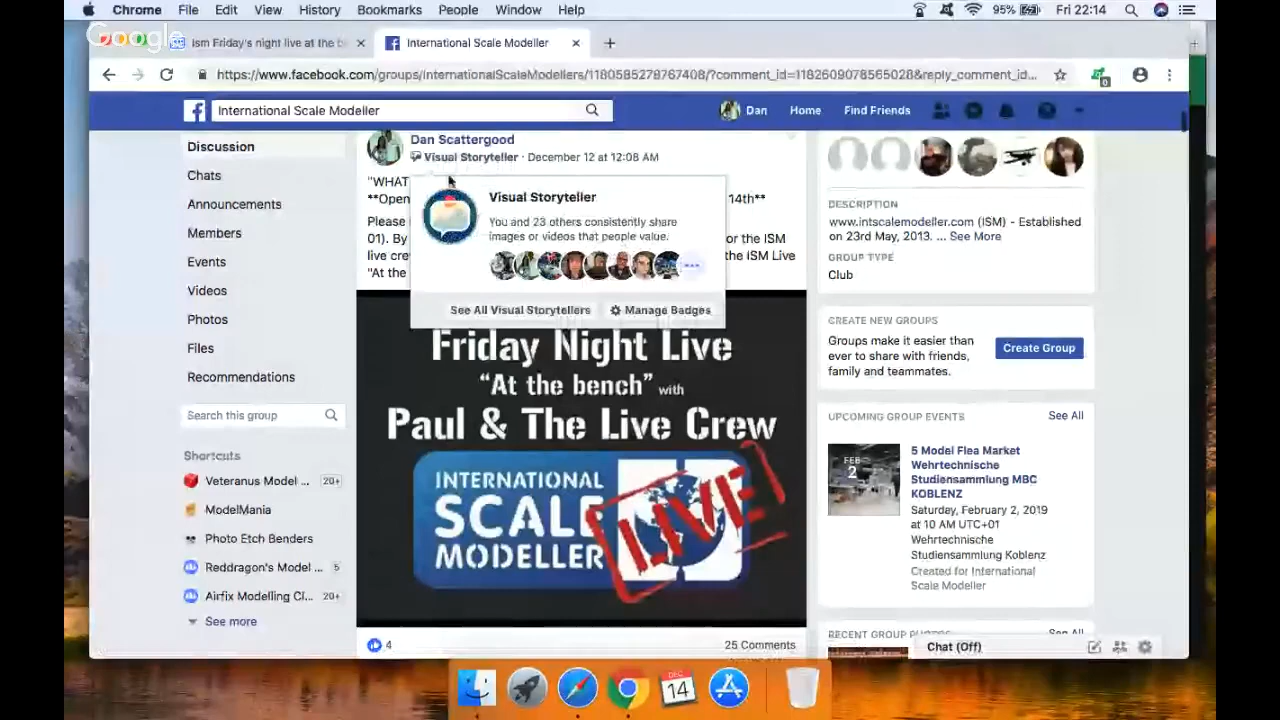 Chrome File Edit View History Bookmarks People Window Help 95% Fri 22:14
Google
ism Friday's night live at the b
International Scale Modeller
https://www.facebook.com/groups/InternationalScaleModellers/1180585278767408/?comment_id=1182609078565028&reply_comment_id...
International Scale Modeller
Dan Home Find Friends
Discussion
Chats
Announcements
Members
Events
Videos
Photos
Files
Recommendations
Search this group
Shortcuts
Veteranus Model ... 20+
ModelMania
Photo Etch Benders
Reddragon's Model ... 5
Airfix Modelling Cl... 20+
See more
Dan Scattergood
Visual Storyteller · December 12 at 12:08 AM
"WHAT
**Open 14th**
Please
01). By or the ISM
live cre ISM Live
"At the
Visual Storyteller
You and 23 others consistently share
images or videos that people value.
See All Visual Storytellers Manage Badges
Friday Night Live
"At the bench" with
Paul & The Live Crew
INTERNATIONAL
SCALE
MODELLER
LIVE
4 25 Comments
DESCRIPTION
www.intscalemodeller.com (ISM) - Established
on 23rd May, 2013. ... See More
GROUP TYPE
Club
CREATE NEW GROUPS
Groups make it easier than
ever to share with friends,
family and teammates.
Create Group
UPCOMING GROUP EVENTS See All
FEB
2
5 Model Flea Market
Wehrtechnische
Studiensammlung MBC
KOBLENZ
Saturday, February 2, 2019
at 10 AM UTC+01
Wehrtechnische
Studiensammlung Koblenz
Created for International
Scale Modeller
RECENT GROUP PHOTOS See All
Chat (Off)
DEC
14